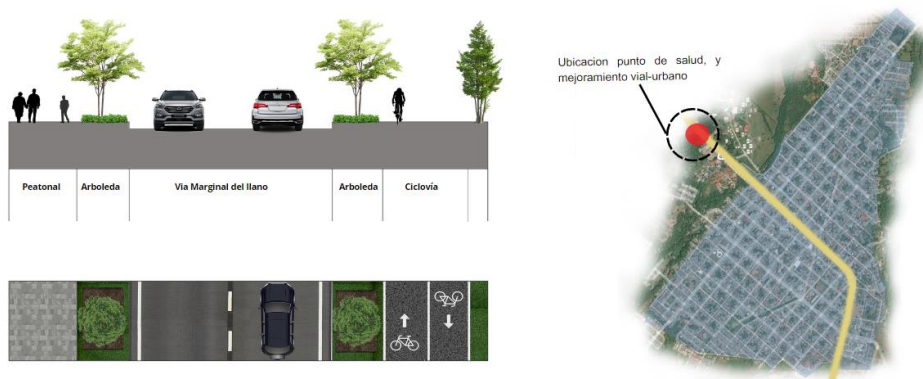 Ubicacion punto de salud, y
mejoramiento vial-urbano
Peatonal
Arboleda
Via Marginal del llano
Arboleda
Ciclovía